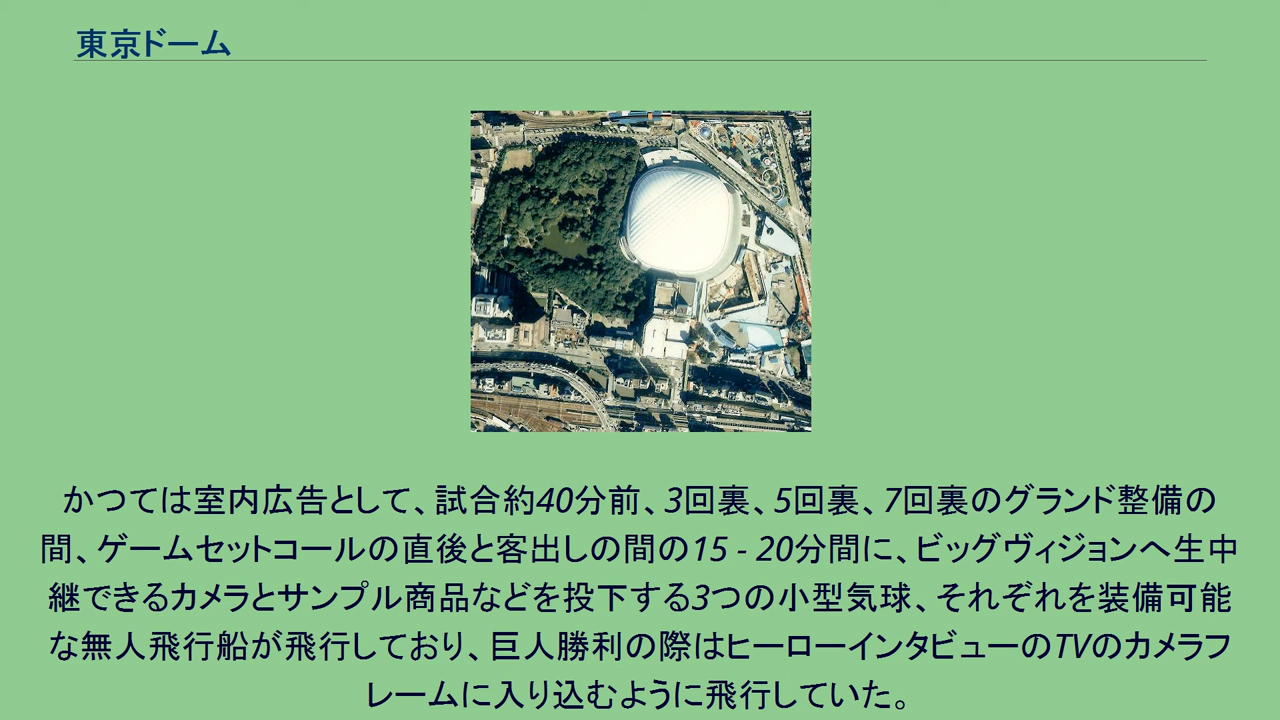 東京ドーム
かつては室内広告として、試合約40分前、3回裏、5回裏、7回裏のグランド整備の
間、ゲームセットコールの直後と客出しの間の15 - 20分間に、ビッグヴィジョンへ生中
継できるカメラとサンプル商品などを投下する3つの小型気球、それぞれを装備可能
な無人飛行船が飛行しており、巨人勝利の際はヒーローインタビューのTVのカメラフ
レームに入り込むように飛行していた。